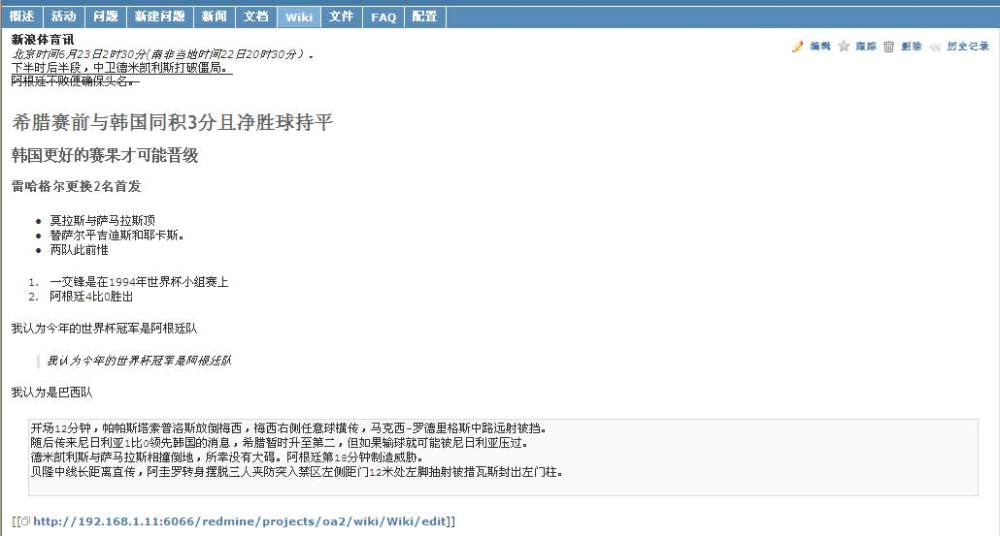 概述 活动 问题 新建问题 新闻 文档 Wiki 文件 FAQ 配置
编辑 跟踪 删除 历史记录
新浪体育讯
北京时间6月23日2时30分(南非当地时间22日20时30分)。
下半时后半段，中卫德米凯利斯打破僵局。
阿根廷不败便确保头名。
希腊赛前与韩国同积3分且净胜球持平
韩国更好的赛果才可能晋级
雷哈格尔更换2名首发
• 莫拉斯与萨马拉斯顶
• 替萨尔平吉迪斯和耶卡斯。
• 两队此前惟
1. 一交锋是在1994年世界杯小组赛上
2. 阿根廷4比0胜出
我认为今年的世界杯冠军是阿根廷队
我认为今年的世界杯冠军是阿根廷队
我认为是巴西队
开场12分钟，帕帕斯塔索普洛斯放倒梅西，梅西右侧任意球横传，马克西-罗德里格斯中路远射被挡。
随后传来尼日利亚1比0领先韩国的消息，希腊暂时升至第二，但如果输球就可能被尼日利亚压过。
德米凯利斯与萨马拉斯相撞倒地，所幸没有大碍。阿根廷第18分钟制造威胁。
贝隆中线长距离直传，阿圭罗转身摆脱三人夹防突入禁区左侧距门12米处左脚抽射被措瓦斯封出左门柱。
[[http://192.168.1.11:6066/redmine/projects/oa2/wiki/Wiki/edit]]